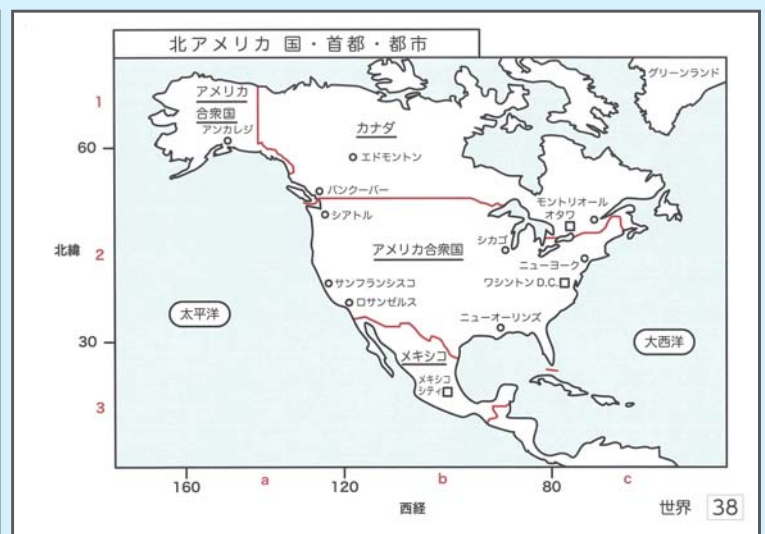 北アメリカ 国・首都・都市
グリーンランド
1
アメリカ
合衆国
アンカレジ
カナダ
60
エドモントン
バンクーバー
モントリオール
オタワ
シアトル
北緯
2
アメリカ合衆国
シカゴ
ニューヨーク
サンフランシスコ
ワシントン D.C.
ロサンゼルス
太平洋
ニューオーリンズ
大西洋
30
メキシコ
メキシコ
シティ
3
160
a
120
b
80
c
西経
世界 38